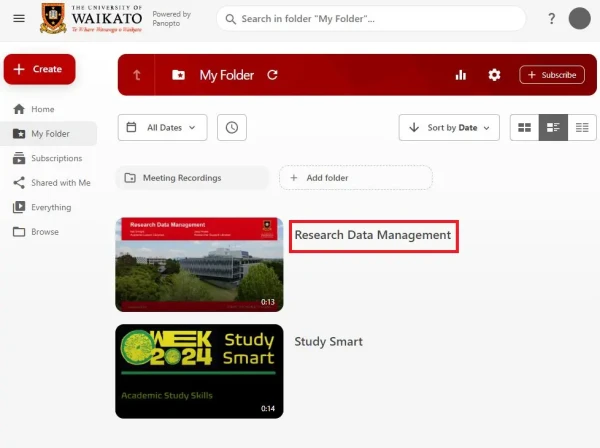 THE UNIVERSITY OF
WAIKATO
Te Whare Wānanga o Waikato
Powered by
Panopto
Search in folder "My Folder"...
?
+ Create
My Folder
+ Subscribe
Home
My Folder
Subscriptions
Shared with Me
Everything
Browse
All Dates
Sort by Date
Meeting Recordings
+ Add folder
Research Data Management
0:13
Research Data Management
WEEK
2024
Study
Smart
Academic Study Skills
0:14
Study Smart